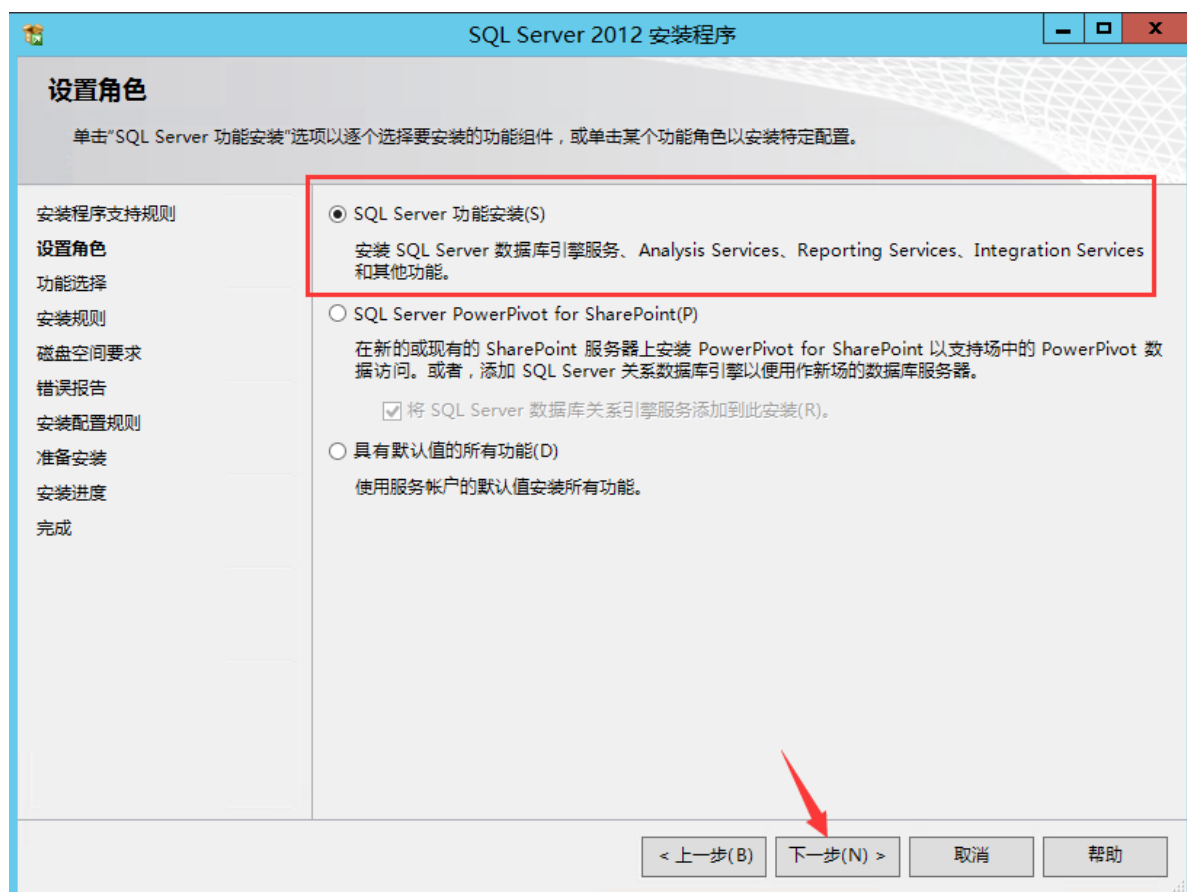 SQL Server 2012 安装程序
设置角色
单击"SQL Server 功能安装"选项以逐个选择要安装的功能组件，或单击某个功能角色以安装特定配置。
安装程序支持规则
设置角色
功能选择
安装规则
磁盘空间要求
错误报告
安装配置规则
准备安装
安装进度
完成
SQL Server 功能安装(S)
安装 SQL Server 数据库引擎服务、Analysis Services、Reporting Services、Integration Services
和其他功能。
SQL Server PowerPivot for SharePoint(P)
在新的或现有的 SharePoint 服务器上安装 PowerPivot for SharePoint 以支持场中的 PowerPivot 数
据访问。或者，添加 SQL Server 关系数据库引擎以便用作新场的数据库服务器。
将 SQL Server 数据库关系引擎服务添加到此安装(R)。
具有默认值的所有功能(D)
使用服务帐户的默认值安装所有功能。
< 上一步(B)
下一步(N) >
取消
帮助